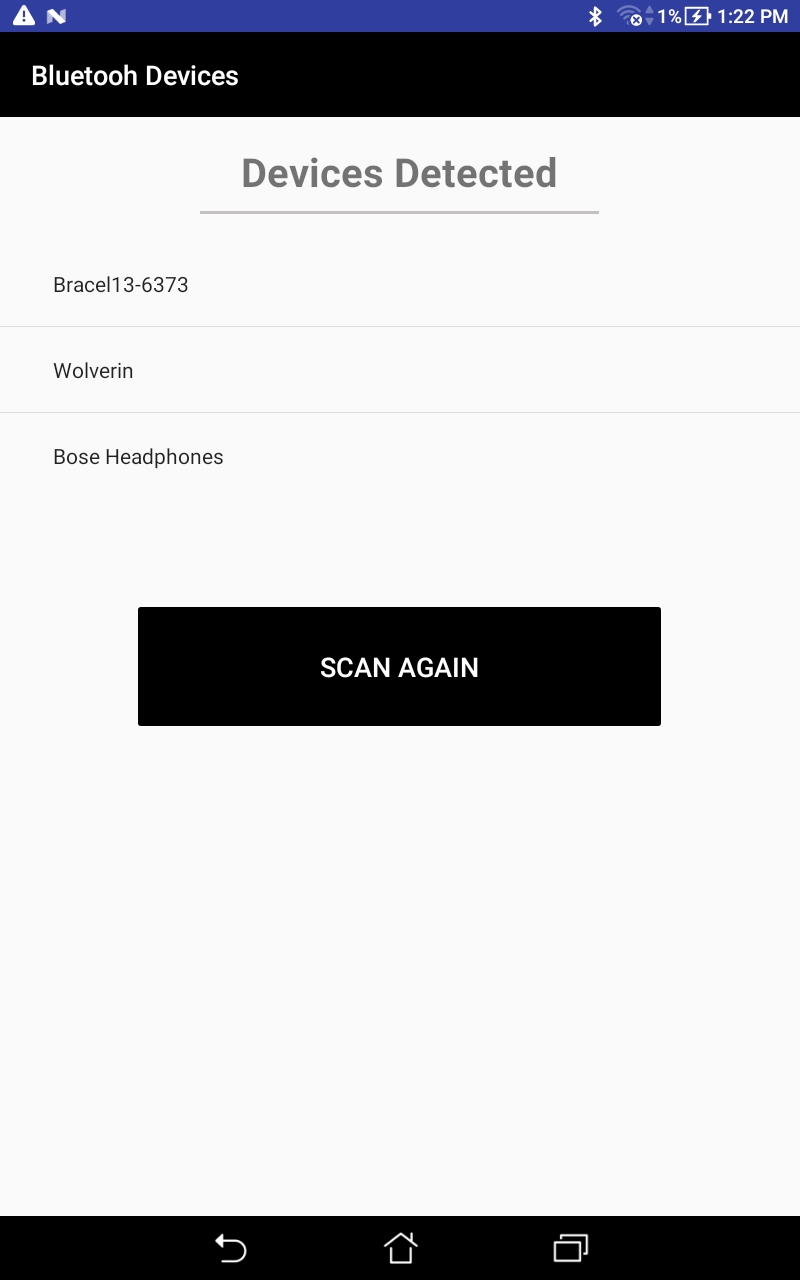 1% 1:22 PM
Bluetooh Devices
Devices Detected
Bracel13-6373
Wolverin
Bose Headphones
SCAN AGAIN